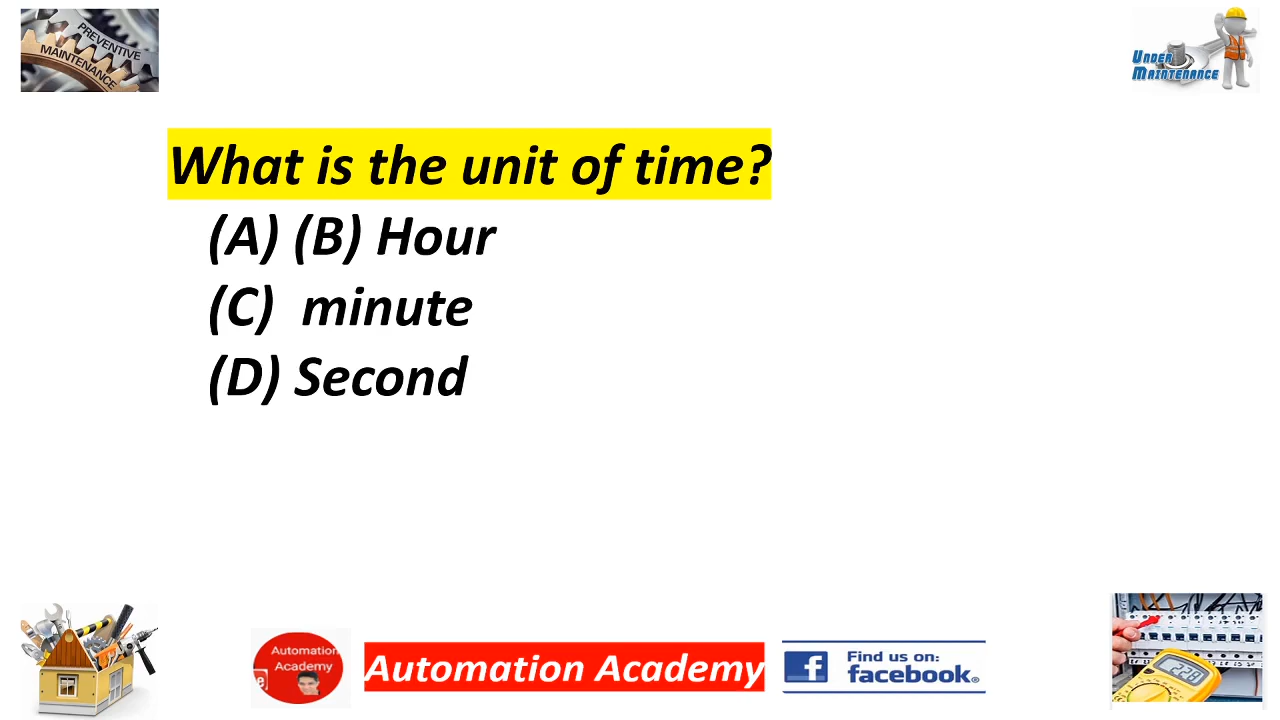 PREVENTIVE
MAINTENANCE
UNDER
MAINTENANCE
What is the unit of time?
(A) (B) Hour
(C) minute
(D) Second
Automation
Academy
Automation Academy
f Find us on:
facebook®